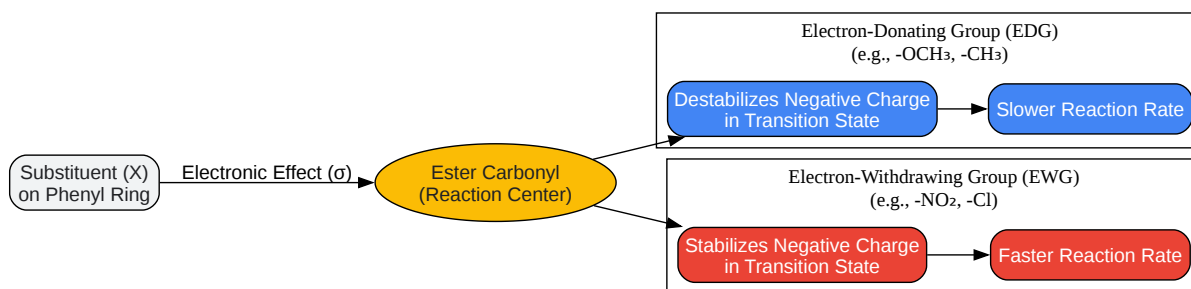 Substituent (X)
on Phenyl Ring
Electronic Effect (σ)
Ester Carbonyl
(Reaction Center)
Electron-Donating Group (EDG)
(e.g., -OCH₃, -CH₃)
Destabilizes Negative Charge
in Transition State
Slower Reaction Rate
Electron-Withdrawing Group (EWG)
(e.g., -NO₂, -Cl)
Stabilizes Negative Charge
in Transition State
Faster Reaction Rate